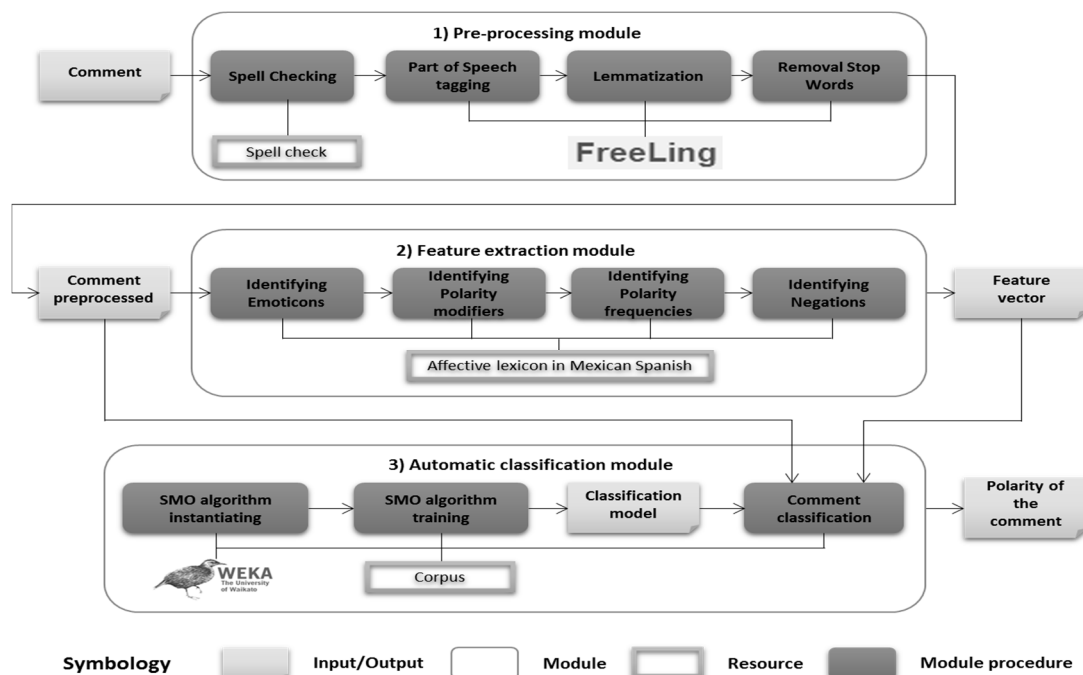 1) Pre-processing module
Comment
Spell Checking
Part of Speech
tagging
Lemmatization
Removal Stop
Words
Spell check
FreeLing
2) Feature extraction module
Comment
preprocessed
Identifying
Emoticons
Identifying
Polarity
modifiers
Identifying
Polarity
frequencies
Identifying
Negations
Feature
vector
Affective lexicon in Mexican Spanish
3) Automatic classification module
SMO algorithm
instantiating
SMO algorithm
training
Classification
model
Comment
classification
Polarity of
the
comment
WEKA
The University
of Waikato
Corpus
Symbology
Input/Output
Module
Resource
Module procedure